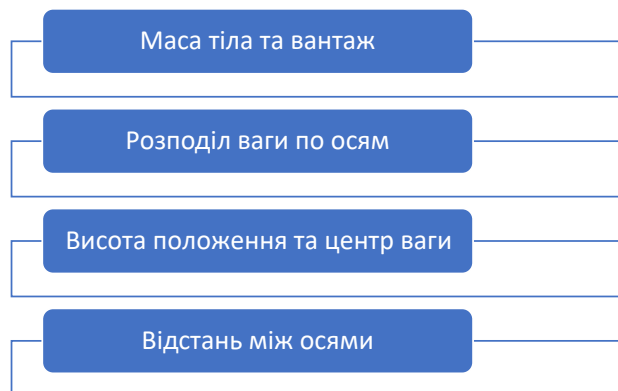 Маса тіла та вантаж
Розподіл ваги по осям
Висота положення та центр ваги
Відстань між осями